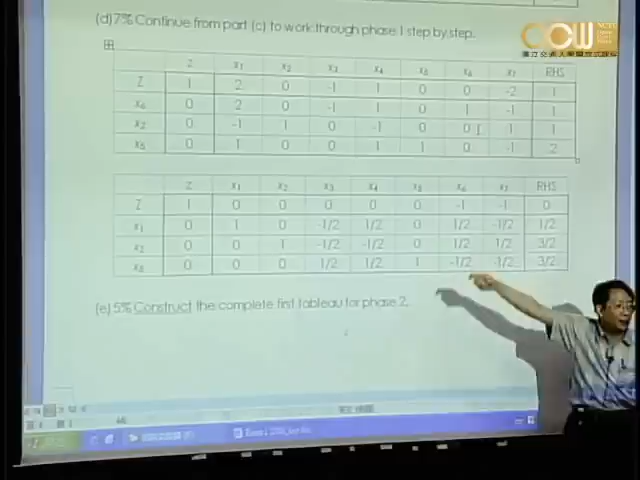 (d) 7% Continue from part (c) to work through phase 1 step by step.
Z x₁ x₂ x₃ x₄ x₅ x₆ x₇ RHS
Z 1 2 0 -1 1 0 0 -2 1
x₆ 0 2 0 -1 1 0 1 -1 1
x₂ 0 -1 1 0 -1 0 0 1 1
x₅ 0 1 0 0 1 1 0 -1 2
Z x₁ x₂ x₃ x₄ x₅ x₆ x₇ RHS
Z 1 0 0 0 0 0 -1 -1 0
x₁ 0 1 0 -1/2 1/2 0 1/2 -1/2 1/2
x₂ 0 0 1 -1/2 -1/2 0 1/2 1/2 3/2
x₅ 0 0 0 1/2 1/2 1 -1/2 -1/2 3/2
(e) 5% Construct the complete first tableau for phase 2.
OCW
NCTU